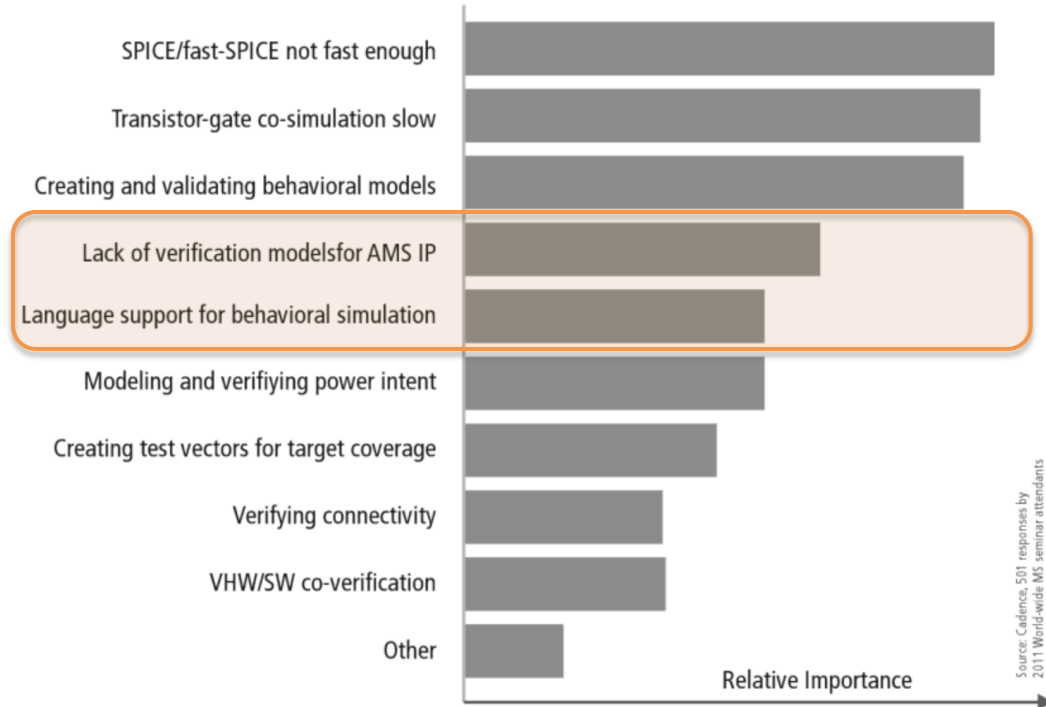 SPICE/fast-SPICE not fast enough
Transistor-gate co-simulation slow
Creating and validating behavioral models
Lack of verification modelsfor AMS IP
Language support for behavioral simulation
Modeling and verifiying power intent
Creating test vectors for target coverage
Verifying connectivity
VHW/SW co-verification
Other
Relative Importance
Source: Cadence, 501 responses by
2011 World-wide MS seminar attendants